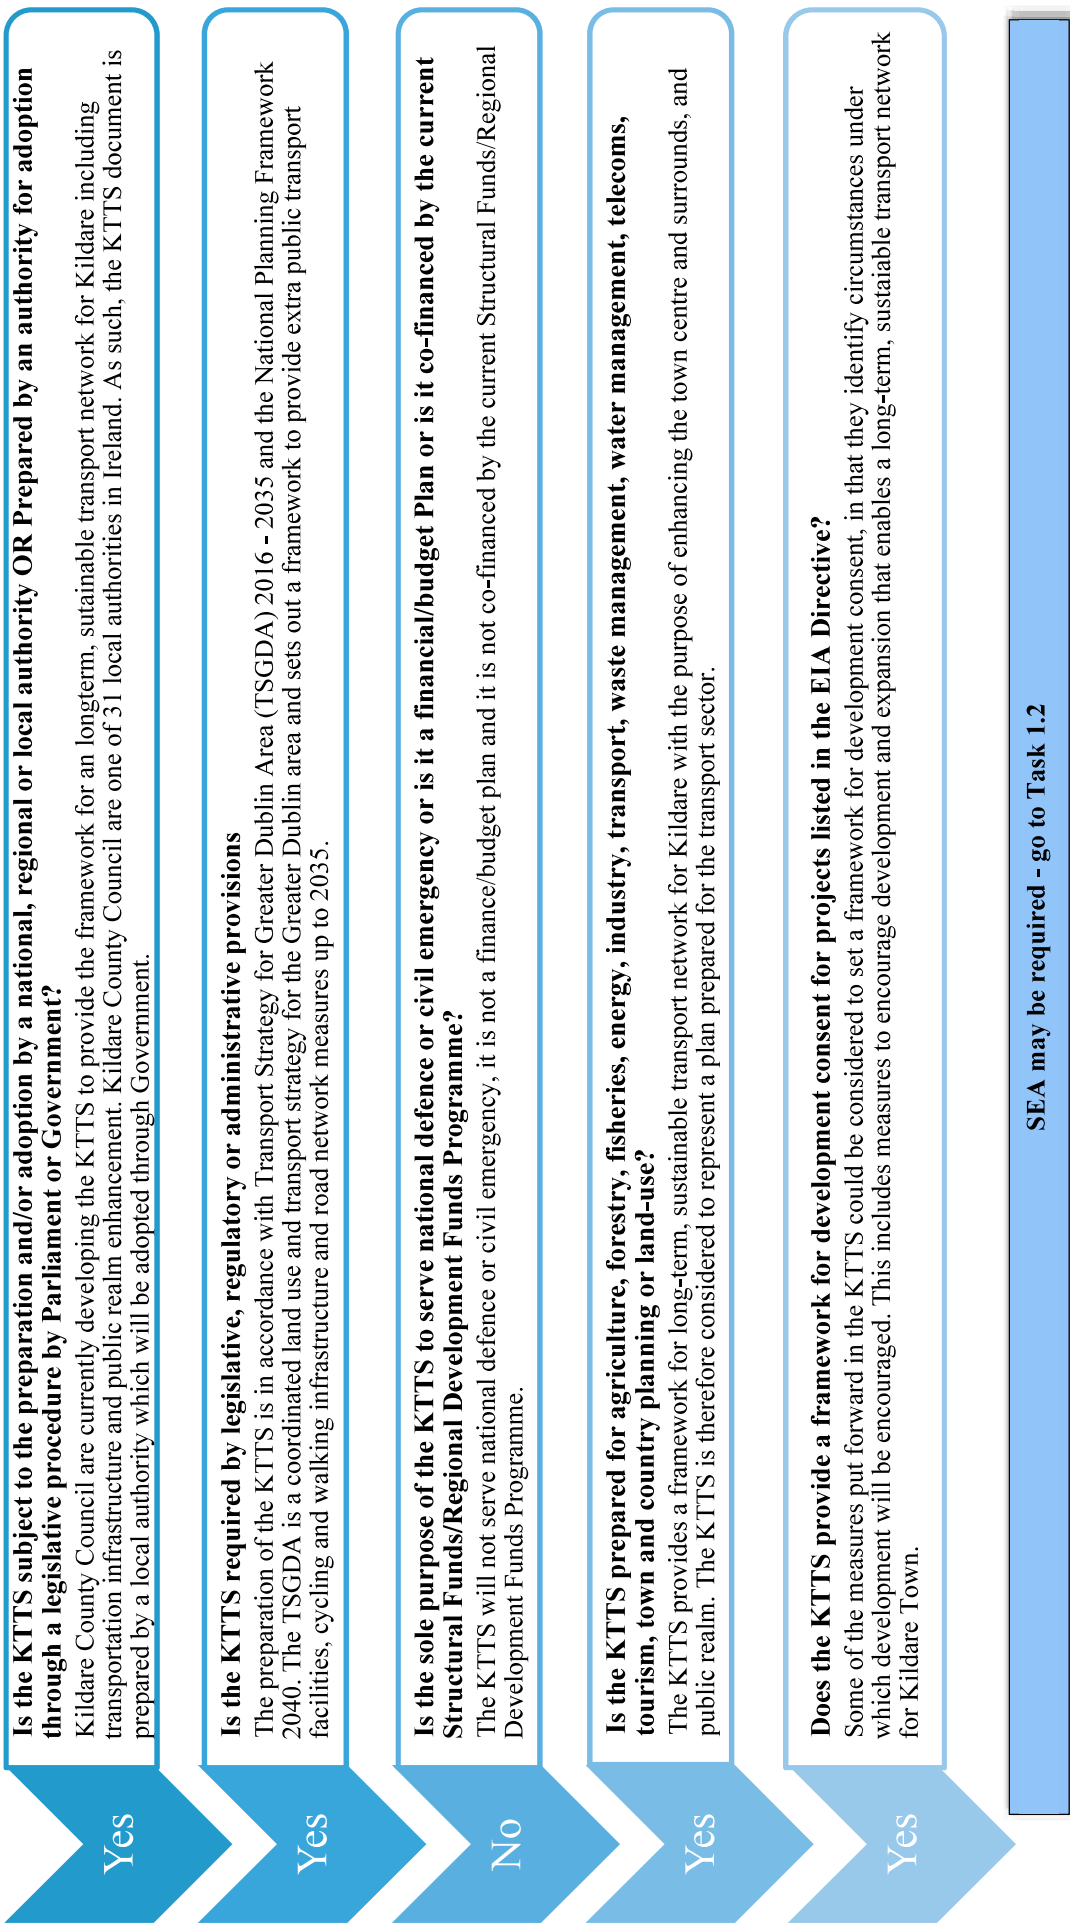 Yes
Is the KTTS subject to the preparation and/or adoption by a national, regional or local authority OR Prepared by an authority for adoption
through a legislative procedure by Parliament or Government?
Kildare County Council are currently developing the KTTS to provide the framework for an longterm, sutainable transport network for Kildare including
transportation infrastructure and public realm enhancement. Kildare County Council are one of 31 local authorities in Ireland. As such, the KTTS document is
prepared by a local authority which will be adopted through Government.
Yes
Is the KTTS required by legislative, regulatory or administrative provisions
The preparation of the KTTS is in accordance with Transport Strategy for Greater Dublin Area (TSGDA) 2016 - 2035 and the National Planning Framework
2040. The TSGDA is a coordinated land use and transport strategy for the Greater Dublin area and sets out a framework to provide extra public transport
facilities, cycling and walking infrastructure and road network measures up to 2035.
No
Is the sole purpose of the KTTS to serve national defence or civil emergency or is it a financial/budget Plan or is it co-financed by the current
Structural Funds/Regional Development Funds Programme?
The KTTS will not serve national defence or civil emergency, it is not a finance/budget plan and it is not co-financed by the current Structural Funds/Regional
Development Funds Programme.
Yes
Is the KTTS prepared for agriculture, forestry, fisheries, energy, industry, transport, waste management, water management, telecoms,
tourism, town and country planning or land-use?
The KTTS provides a framework for long-term, sustainable transport network for Kildare with the purpose of enhancing the town centre and surrounds, and
public realm. The KTTS is therefore considered to represent a plan prepared for the transport sector.
Yes
Does the KTTS provide a framework for development consent for projects listed in the EIA Directive?
Some of the measures put forward in the KTTS could be considered to set a framework for development consent, in that they identify circumstances under
which development will be encouraged. This includes measures to encourage development and expansion that enables a long-term, sustaiable transport network
for Kildare Town.
SEA may be required - go to Task 1.2